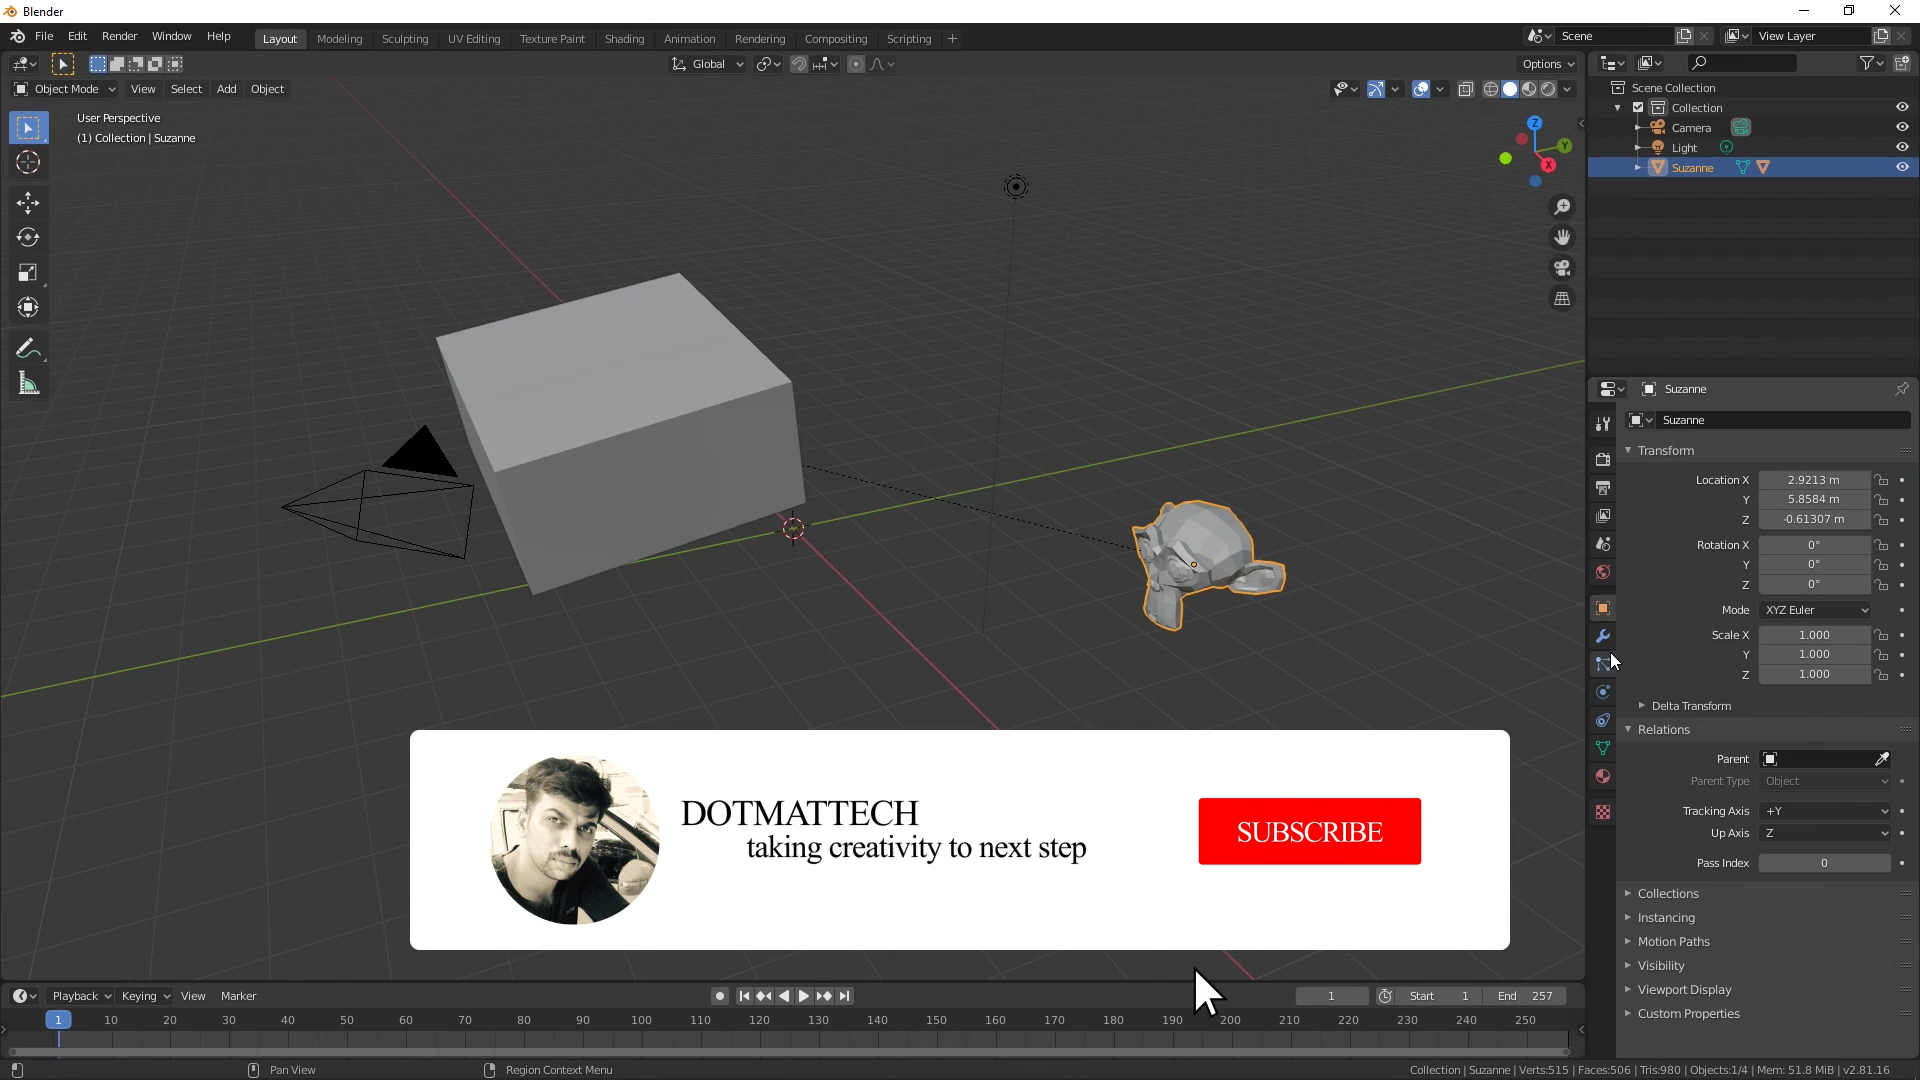 Blender
File Edit Render Window Help Layout Modeling Sculpting UV Editing Texture Paint Shading Animation Rendering Compositing Scripting + Scene View Layer
Global Options
Object Mode View Select Add Object
User Perspective
(1) Collection | Suzanne
Z
Y
X
Scene Collection
Collection
Camera
Light
Suzanne
Suzanne
Suzanne
Transform
Location X 2.9213 m
Y 5.8584 m
Z -0.61307 m
Rotation X 0°
Y 0°
Z 0°
Mode XYZ Euler
Scale X 1.000
Y 1.000
Z 1.000
Delta Transform
Relations
Parent
Parent Type Object
Tracking Axis +Y
Up Axis Z
Pass Index 0
Collections
Instancing
Motion Paths
Visibility
Viewport Display
Custom Properties
DOTMATTECH
taking creativity to next step
SUBSCRIBE
Playback Keying View Marker 1 Start 1 End 257
1 10 20 30 40 50 60 70 80 90 100 110 120 130 140 150 160 170 180 190 200 210 220 230 240 250
Pan View Region Context Menu Collection | Suzanne | Verts:515 | Faces:506 | Tris:980 | Objects:1/4 | Mem: 51.8 MiB | v2.81.16